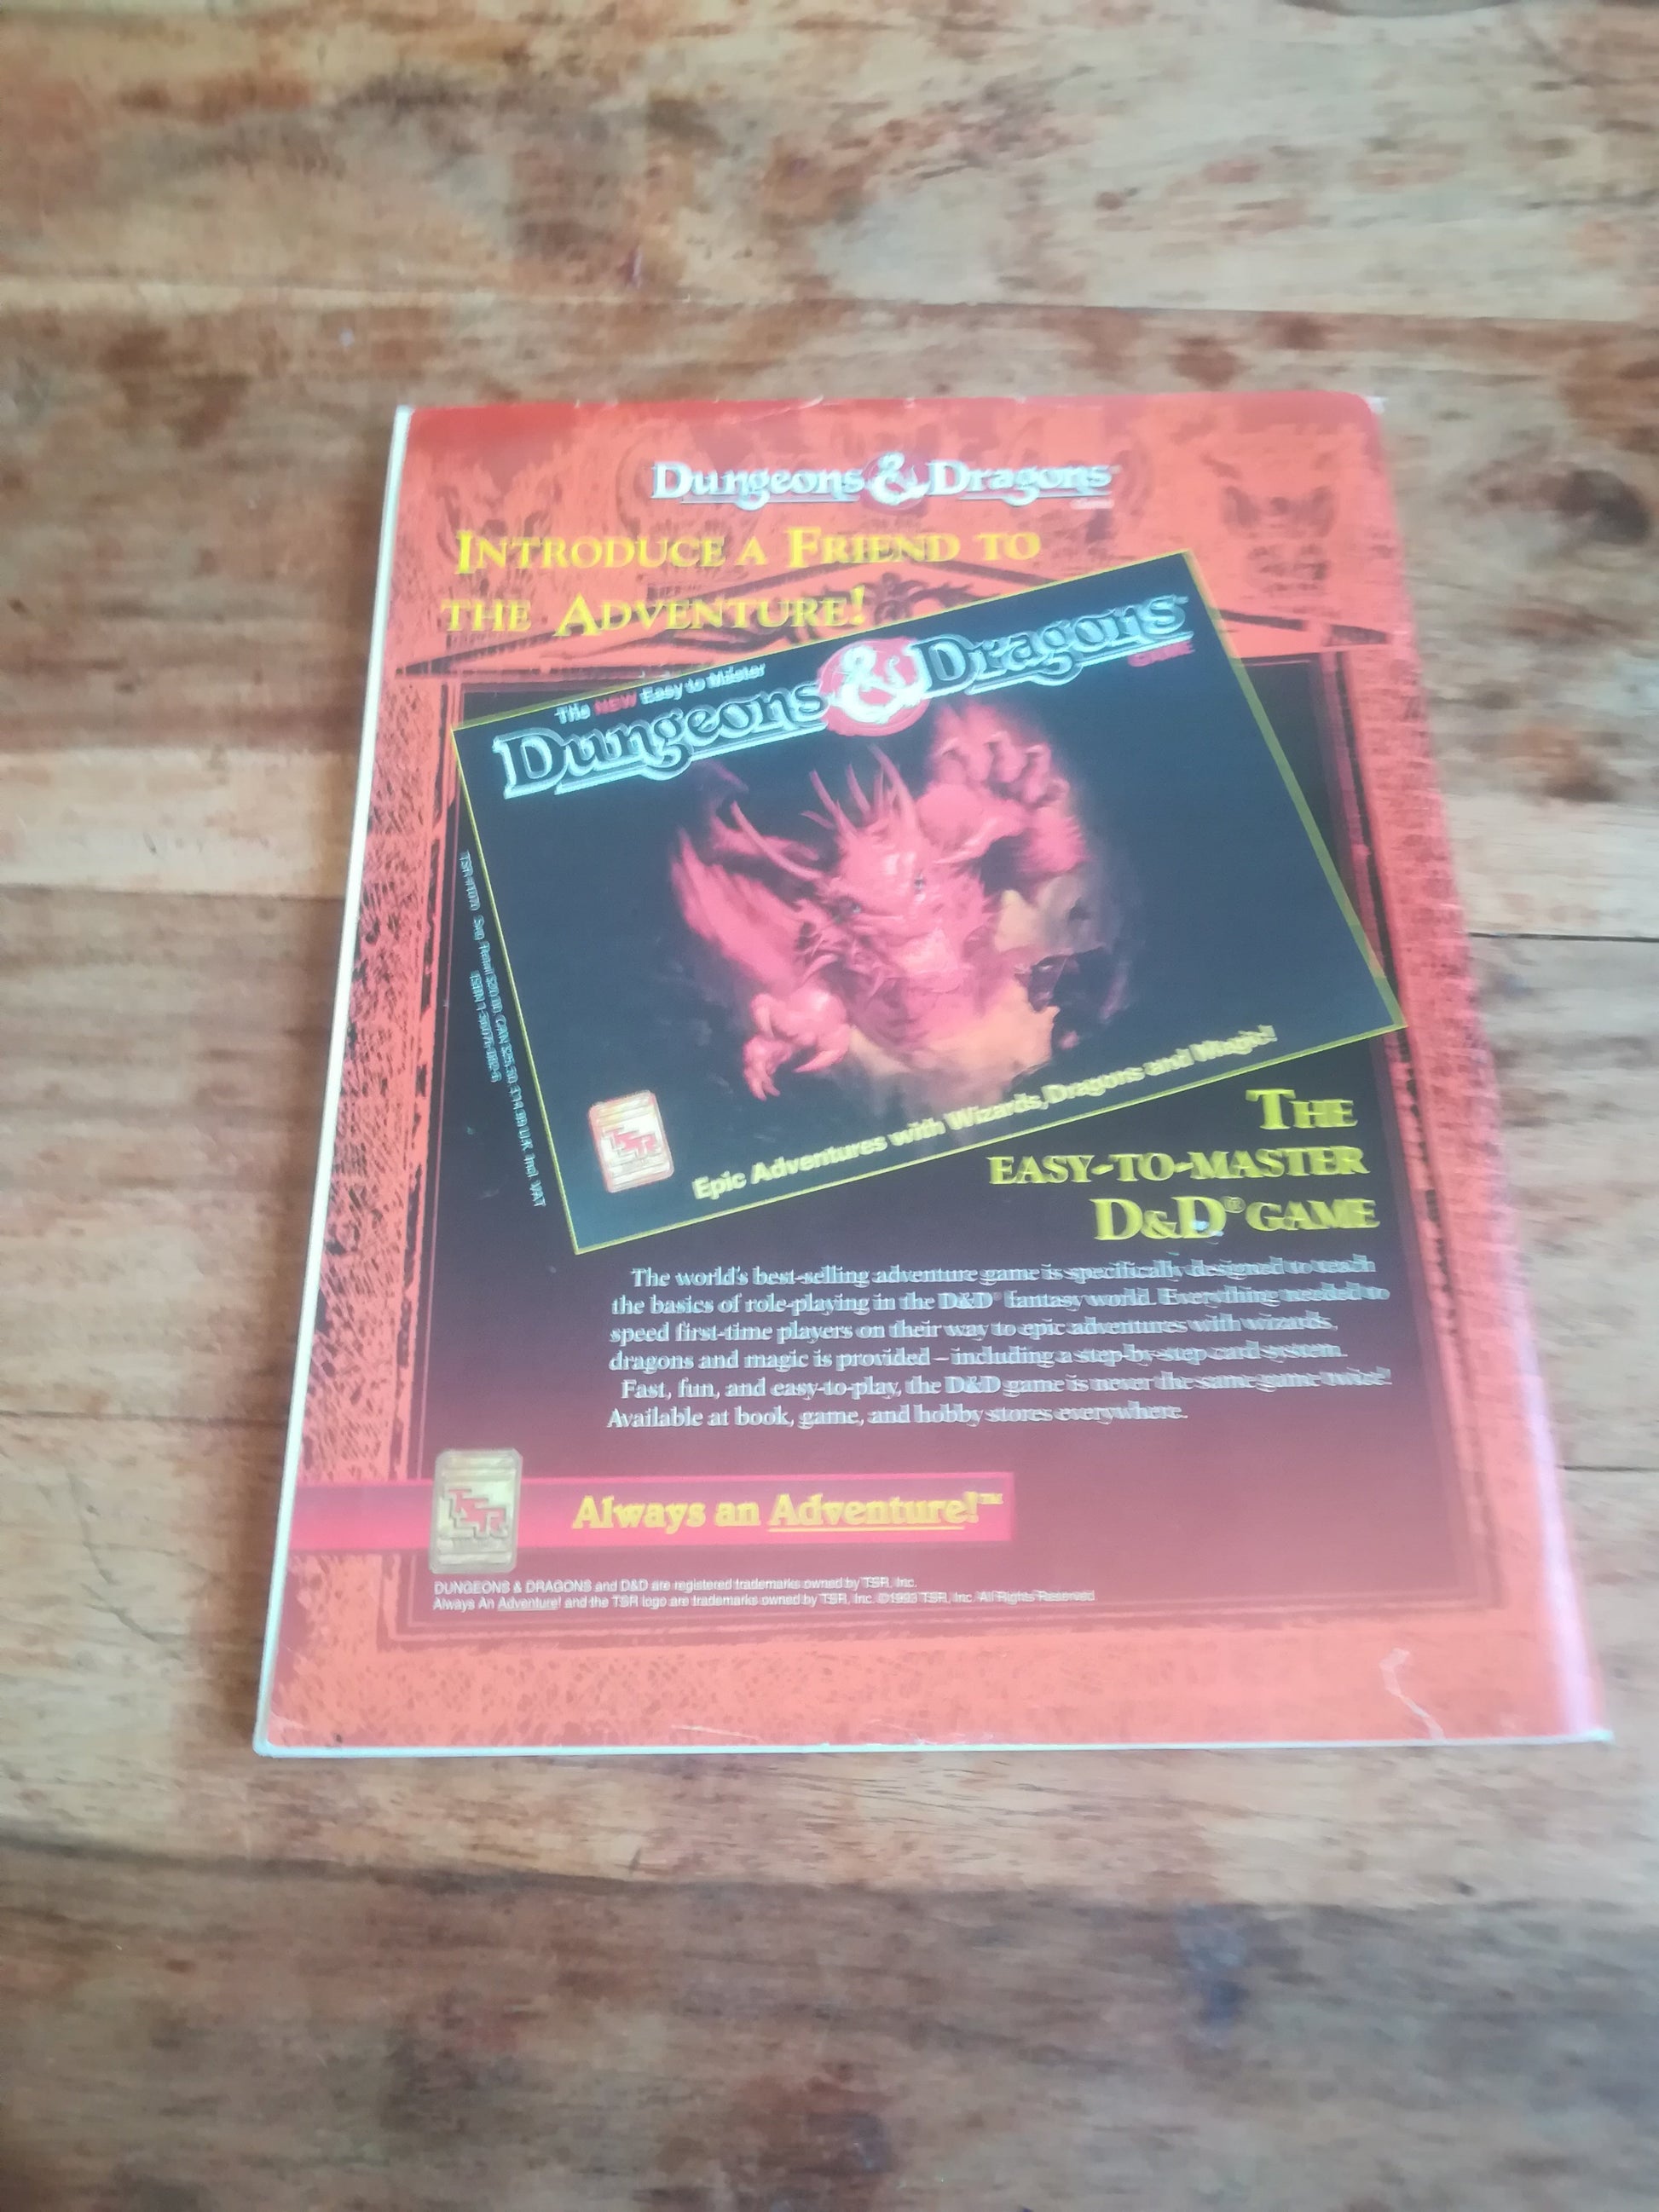 Dungeons & Dragons
INTRODUCE A FRIEND TO
THE ADVENTURE!
The NEW Easy to Master
Dungeons & Dragons™
GAME
TSR
Epic Adventures with Wizards, Dragons and Magic!
THE
EASY-TO-MASTER
D&D® GAME
The world's best-selling adventure game is specifically designed to teach
the basics of role-playing in the D&D® fantasy world. Everything needed to
speed first-time players on their way to epic adventures with wizards,
dragons and magic is provided – including a step-by-step card system.
Fast, fun, and easy-to-play, the D&D game is never the same game twice!
Available at book, game, and hobby stores everywhere.
TSR
Always an Adventure!™
DUNGEONS & DRAGONS and D&D are registered trademarks owned by TSR, Inc.
Always An Adventure! and the TSR logo are trademarks owned by TSR, Inc. ©1993 TSR, Inc. All Rights Reserved.